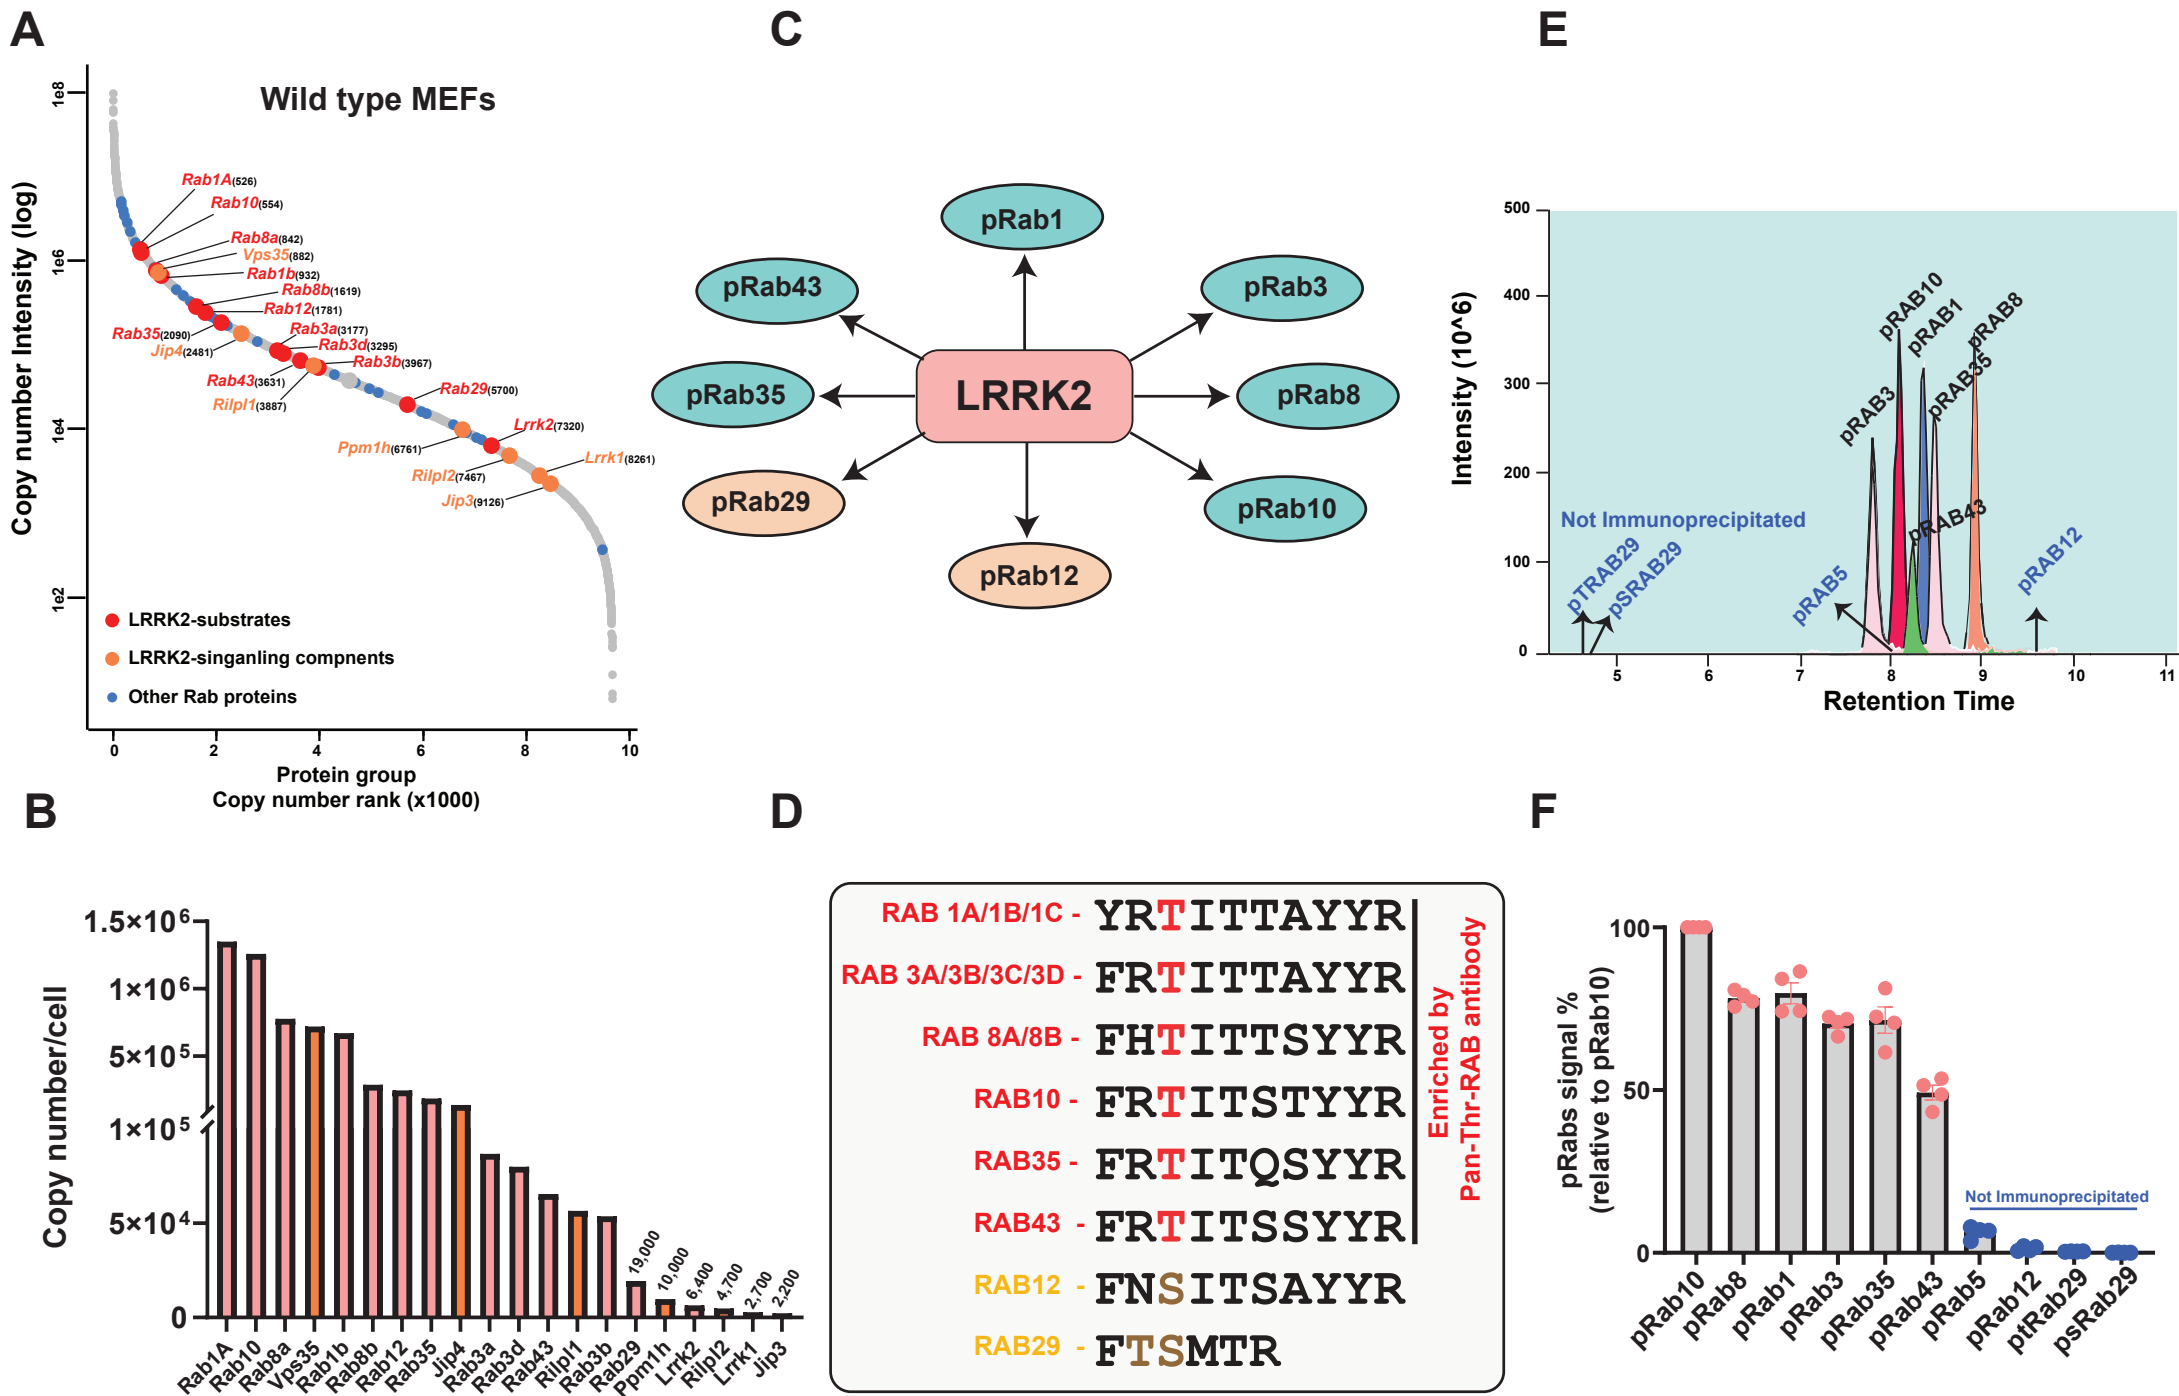 A
Wild type MEFs
Copy number Intensity (log)
1e8
1e6
1e4
1e2
Rab1A(526)
Rab10(554)
Rab8a(842)
Vps35(882)
Rab1b(932)
Rab8b(1619)
Rab12(1781)
Rab35(2090)
Rab3a(3177)
Jip4(2481)
Rab3d(3295)
Rab3b(3967)
Rab43(3631)
Rilpl1(3887)
Rab29(5700)
Lrrk2(7320)
Ppm1h(6761)
Lrrk1(8261)
Rilpl2(7467)
Jip3(9126)
LRRK2-substrates
LRRK2-singanling compnents
Other Rab proteins
0 2 4 6 8 10
Protein group
Copy number rank (x1000)
B
Copy number/cell
1.5×10⁶
1×10⁶
5×10⁵
1×10⁵
5×10⁴
0
19,000
10,000
6,400
4,700
2,700
2,200
Rab1A
Rab10
Rab8a
Vps35
Rab1b
Rab8b
Rab12
Rab35
Jip4
Rab3a
Rab3d
Rab43
Rilpl1
Rab3b
Rab29
Ppm1h
Lrrk2
Rilpl2
Lrrk1
Jip3
C
pRab1
pRab43
pRab3
pRab35
LRRK2
pRab8
pRab29
pRab10
pRab12
D
RAB 1A/1B/1C - YRTITTAYYR
RAB 3A/3B/3C/3D - FRTITTAYYR
RAB 8A/8B - FHTITTSYYR
RAB10 - FRTITSTYYR
RAB35 - FRTITQSYYR
RAB43 - FRTITSSYYR
RAB12 - FNSITSAYYR
RAB29 - FTSMTR
Enriched by
Pan-Thr-RAB antibody
E
Intensity (10^6)
500
400
300
200
100
0
pRAB10
pRAB1
pRAB8
pRAB3
pRAB35
pRAB43
Not Immunoprecipitated
pTRAB29
pSRAB29
pRAB5
pRAB12
5 6 7 8 9 10 11
Retention Time
F
pRabs signal %
(relative to pRab10)
100
50
0
Not Immunoprecipitated
pRab10
pRab8
pRab1
pRab3
pRab35
pRab43
pRab5
pRab12
ptRab29
psRab29